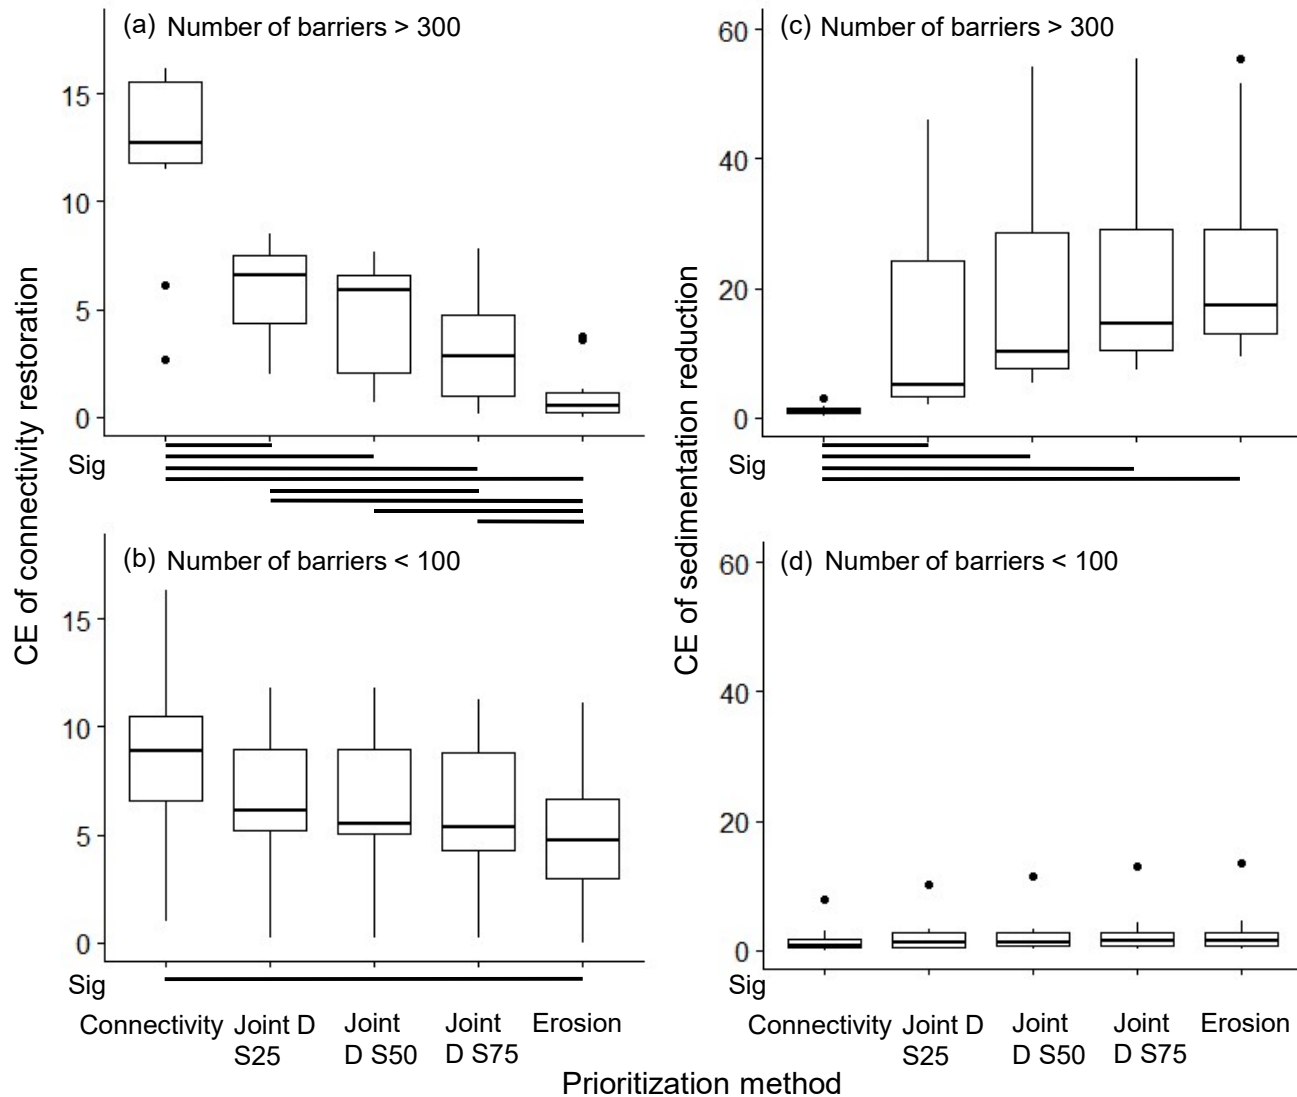 (a) Number of barriers > 300
15
10
5
0
Sig
(b) Number of barriers < 100
15
10
5
0
Sig
Connectivity
Joint D
S25
Joint
D S50
Joint
D S75
Erosion
CE of connectivity restoration
(c) Number of barriers > 300
60
40
20
0
Sig
(d) Number of barriers < 100
60
40
20
0
Sig
Connectivity
Joint D
S25
Joint
D S50
Joint
D S75
Erosion
CE of sedimentation reduction
Prioritization method